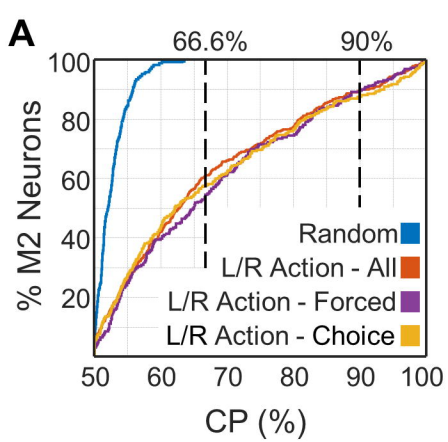 A
66.6% 90%
100
80
60
40
20
% M2 Neurons
Random
L/R Action - All
L/R Action - Forced
L/R Action - Choice
50 60 70 80 90 100
CP (%)